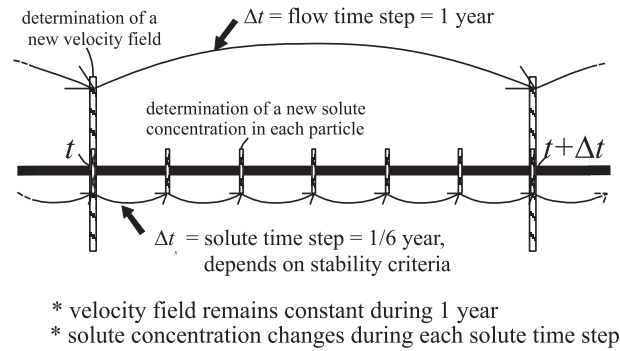 determination of a
new velocity field
Δt = flow time step = 1 year
determination of a new solute
concentration in each particle
t
t+Δt
Δtₛ = solute time step = 1/6 year,
depends on stability criteria
* velocity field remains constant during 1 year
* solute concentration changes during each solute time step